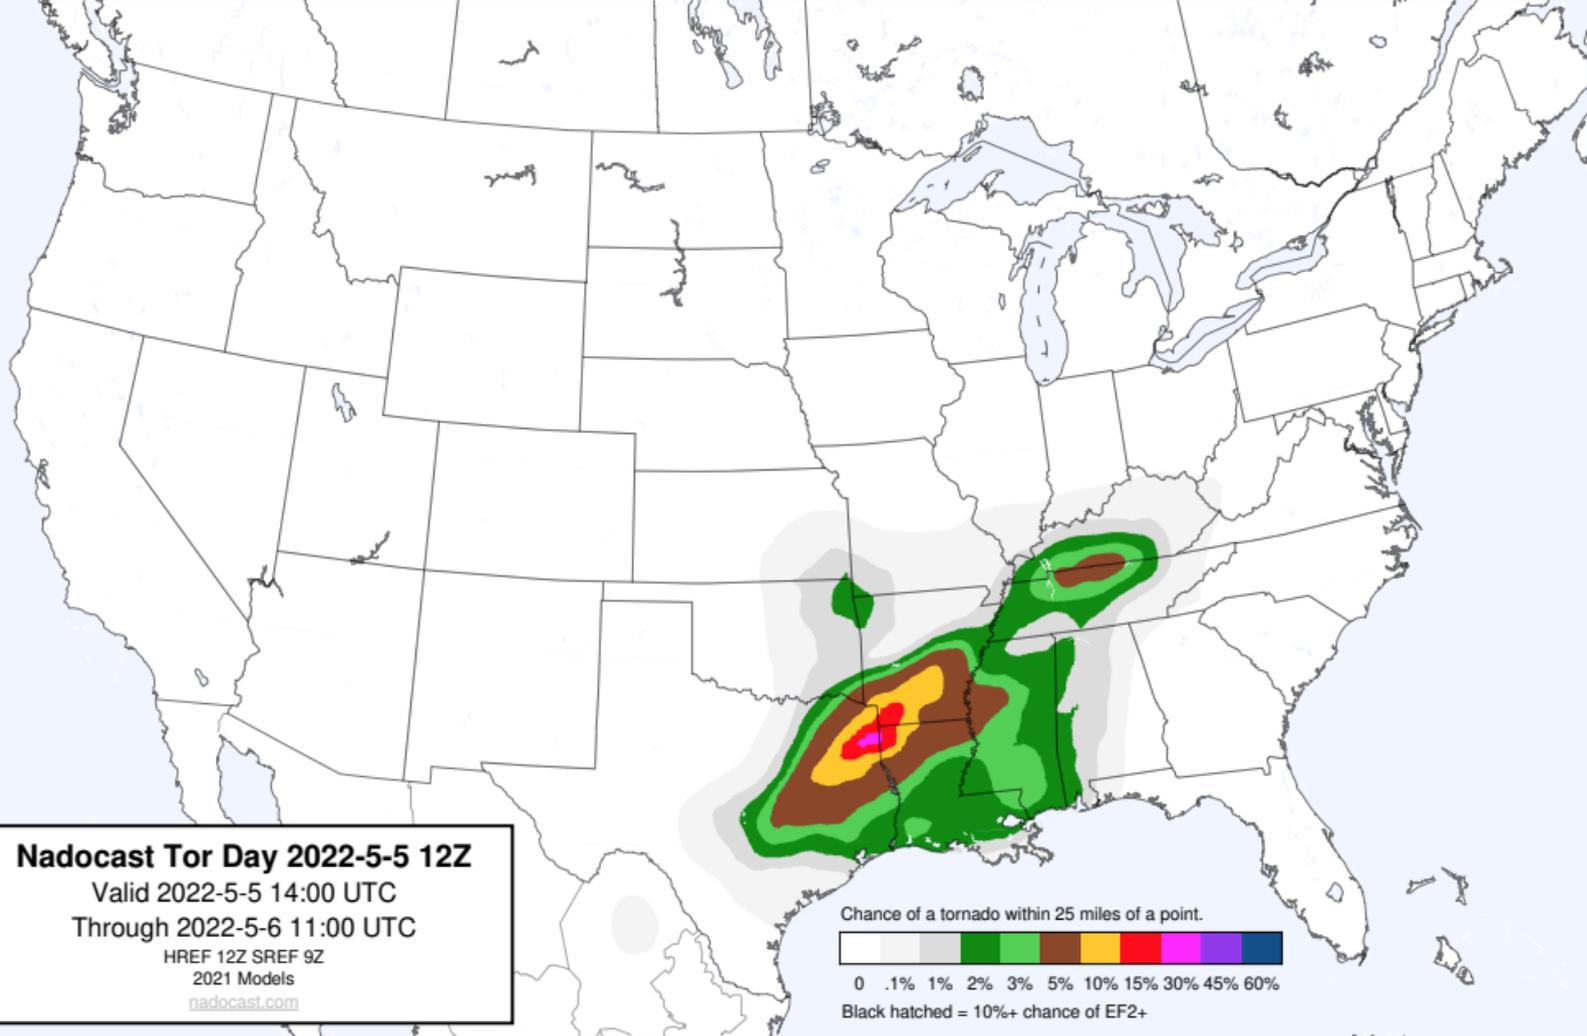 Nadocast Tor Day 2022-5-5 12Z
Valid 2022-5-5 14:00 UTC
Through 2022-5-6 11:00 UTC
HREF 12Z SREF 9Z
2021 Models
nadocast.com
Chance of a tornado within 25 miles of a point.
0 .1% 1% 2% 3% 5% 10% 15% 30% 45% 60%
Black hatched = 10%+ chance of EF2+